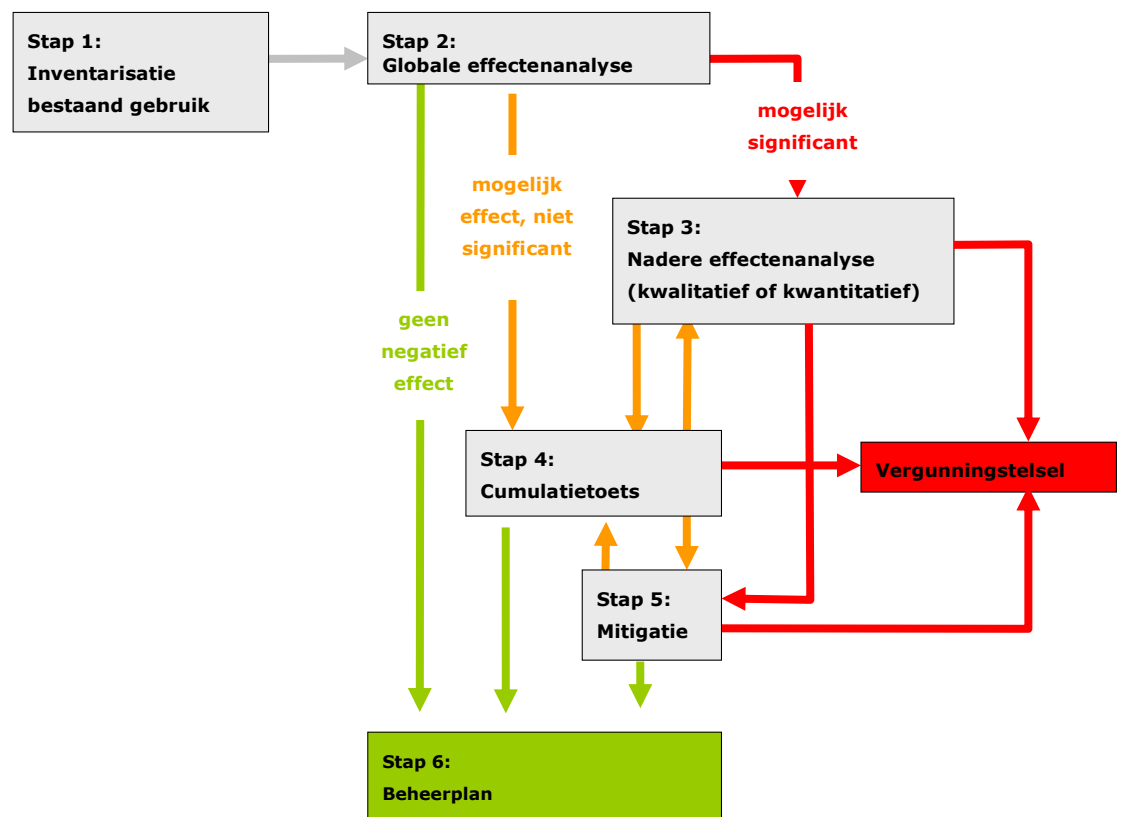 Stap 1:
Inventarisatie
bestaand gebruik
Stap 2:
Globale effectenanalyse
mogelijk
significant
mogelijk
effect, niet
significant
Stap 3:
Nadere effectenanalyse
(kwalitatief of kwantitatief)
geen
negatief
effect
Stap 4:
Cumulatietoets
Vergunningstelsel
Stap 5:
Mitigatie
Stap 6:
Beheerplan